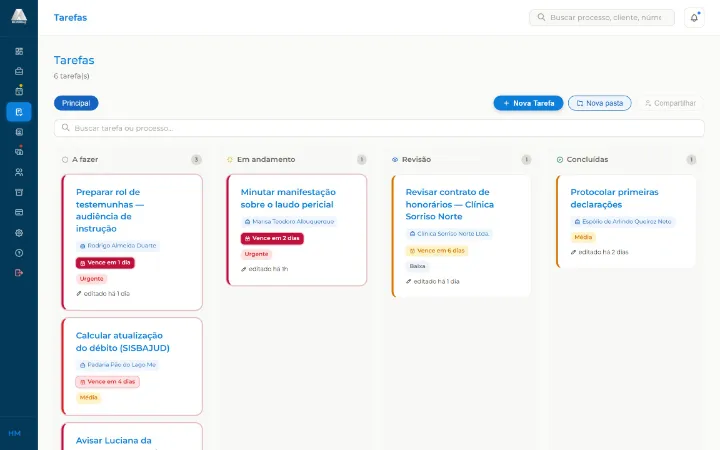 Tarefas
Buscar processo, cliente, núme
Tarefas
6 tarefa(s)
Principal
Nova Tarefa
Nova pasta
Compartilhar
Buscar tarefa ou processo...
A fazer
3
Preparar rol de
testemunhas —
audiência de
instrução
Rodrigo Almeida Duarte
Vence em 1 dia
Urgente
editado há 1 dia
Calcular atualização
do débito (SISBAJUD)
Padaria Pão do Lago Me
Vence em 4 dias
Média
Avisar Luciana da
Em andamento
1
Minutar manifestação
sobre o laudo pericial
Marisa Teodoro Albuquerque
Vence em 2 dias
Urgente
editado há 1h
Revisão
1
Revisar contrato de
honorários — Clínica
Sorriso Norte
Clínica Sorriso Norte Ltda.
Vence em 6 dias
Baixa
editado há 1 dia
Concluídas
1
Protocolar primeiras
declarações
Espólio de Arlindo Queiroz Neto
Média
editado há 2 dias
MM